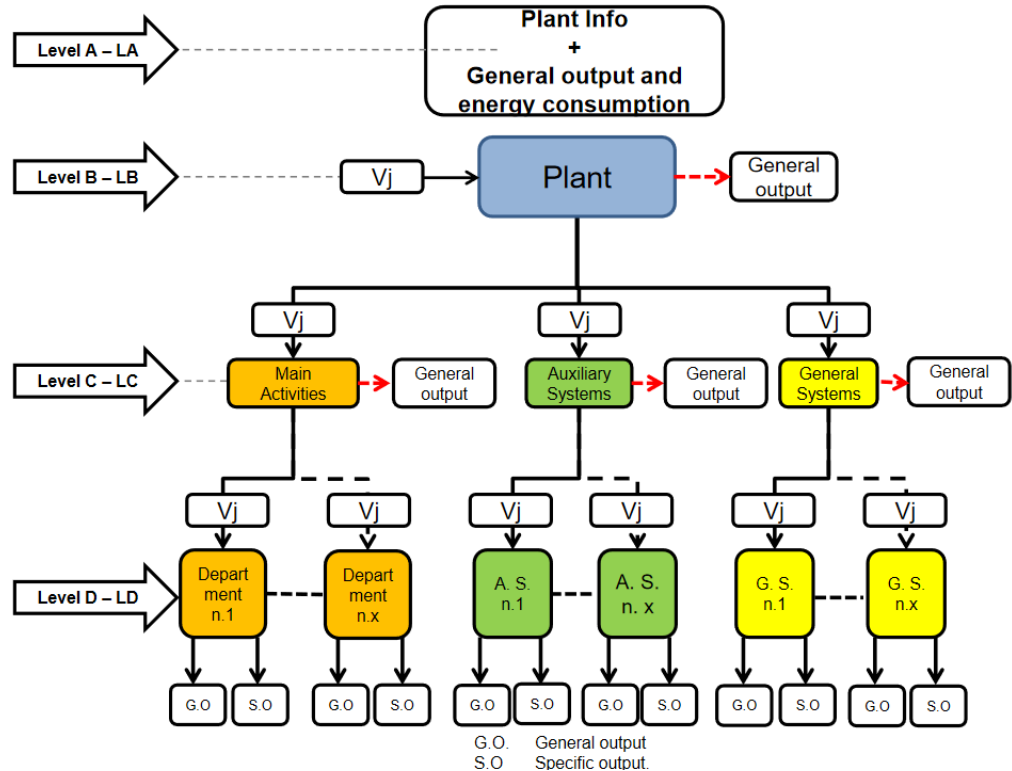 Plant Info
+
General output and
energy consumption
Level A – LA
Level B – LB
Vj
Plant
General
output
Vj
Vj
Vj
Level C – LC
Main
Activities
General
output
Auxiliary
Systems
General
output
General
Systems
General
output
Vj
Vj
Vj
Vj
Vj
Vj
Level D – LD
Depart
ment
n.1
Depart
ment
n.x
A. S.
n.1
A. S.
n. x
G. S.
n.1
G. S.
n.x
G.O
S.O
G.O
S.O
G.O
S.O
G.O
S.O
G.O
S.O
G.O
S.O
G.O. General output
S.O Specific output.